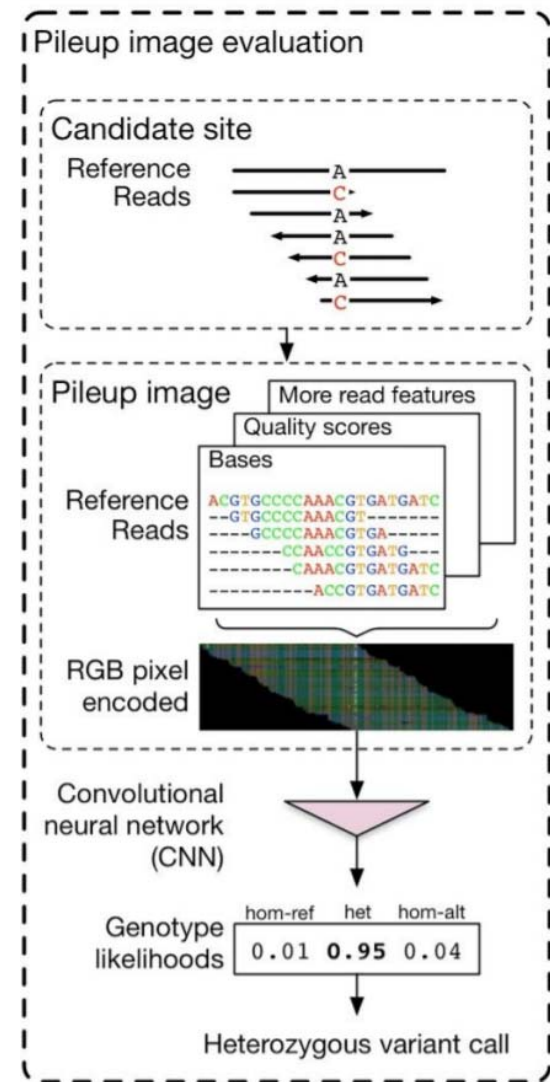 Pileup image evaluation
Candidate site
Reference
Reads
A
C
A
A
C
A
C
Pileup image
More read features
Quality scores
Bases
Reference
Reads
ACGTGCCCCAAACGTGATGATC
--GTGCCCCAAACGT-------
----GCCCCAAACGTGA-----
-------CCAACCGTGATG---
--------CAAACGTGATGATC
----------ACCGTGATGATC
RGB pixel
encoded
Convolutional
neural network
(CNN)
hom-ref het hom-alt
Genotype
likelihoods
0.01 0.95 0.04
Heterozygous variant call